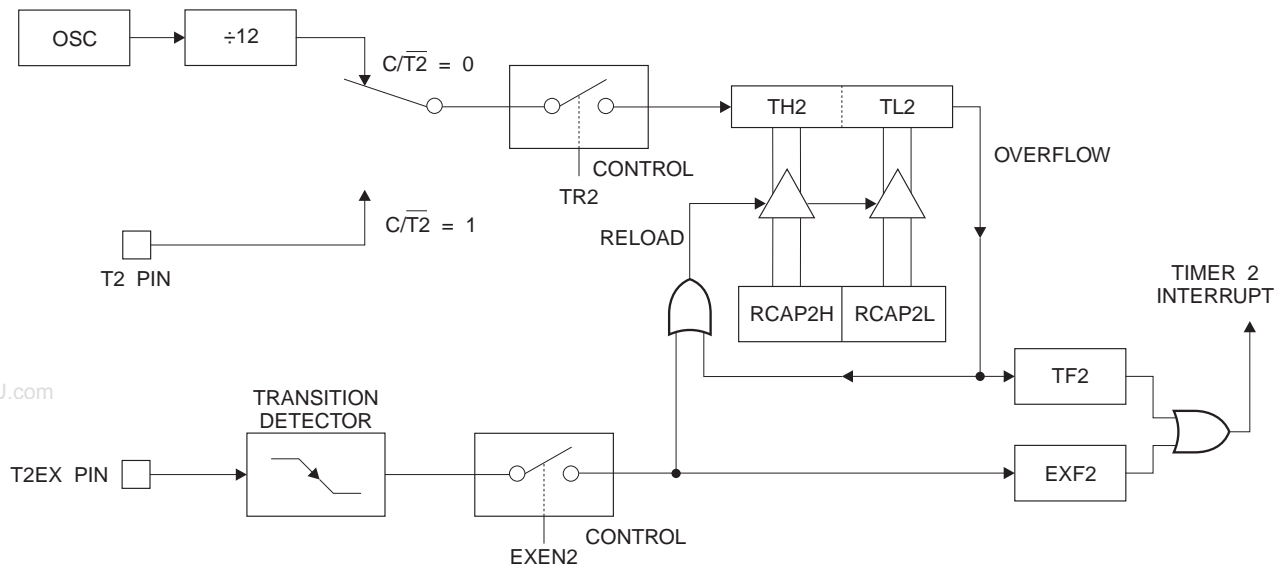 OSC
÷12
C/T2 = 0
TH2
TL2
OVERFLOW
CONTROL
TR2
C/T2 = 1
T2 PIN
RELOAD
RCAP2H
RCAP2L
TIMER 2
INTERRUPT
TF2
J.com
TRANSITION
DETECTOR
T2EX PIN
EXF2
CONTROL
EXEN2